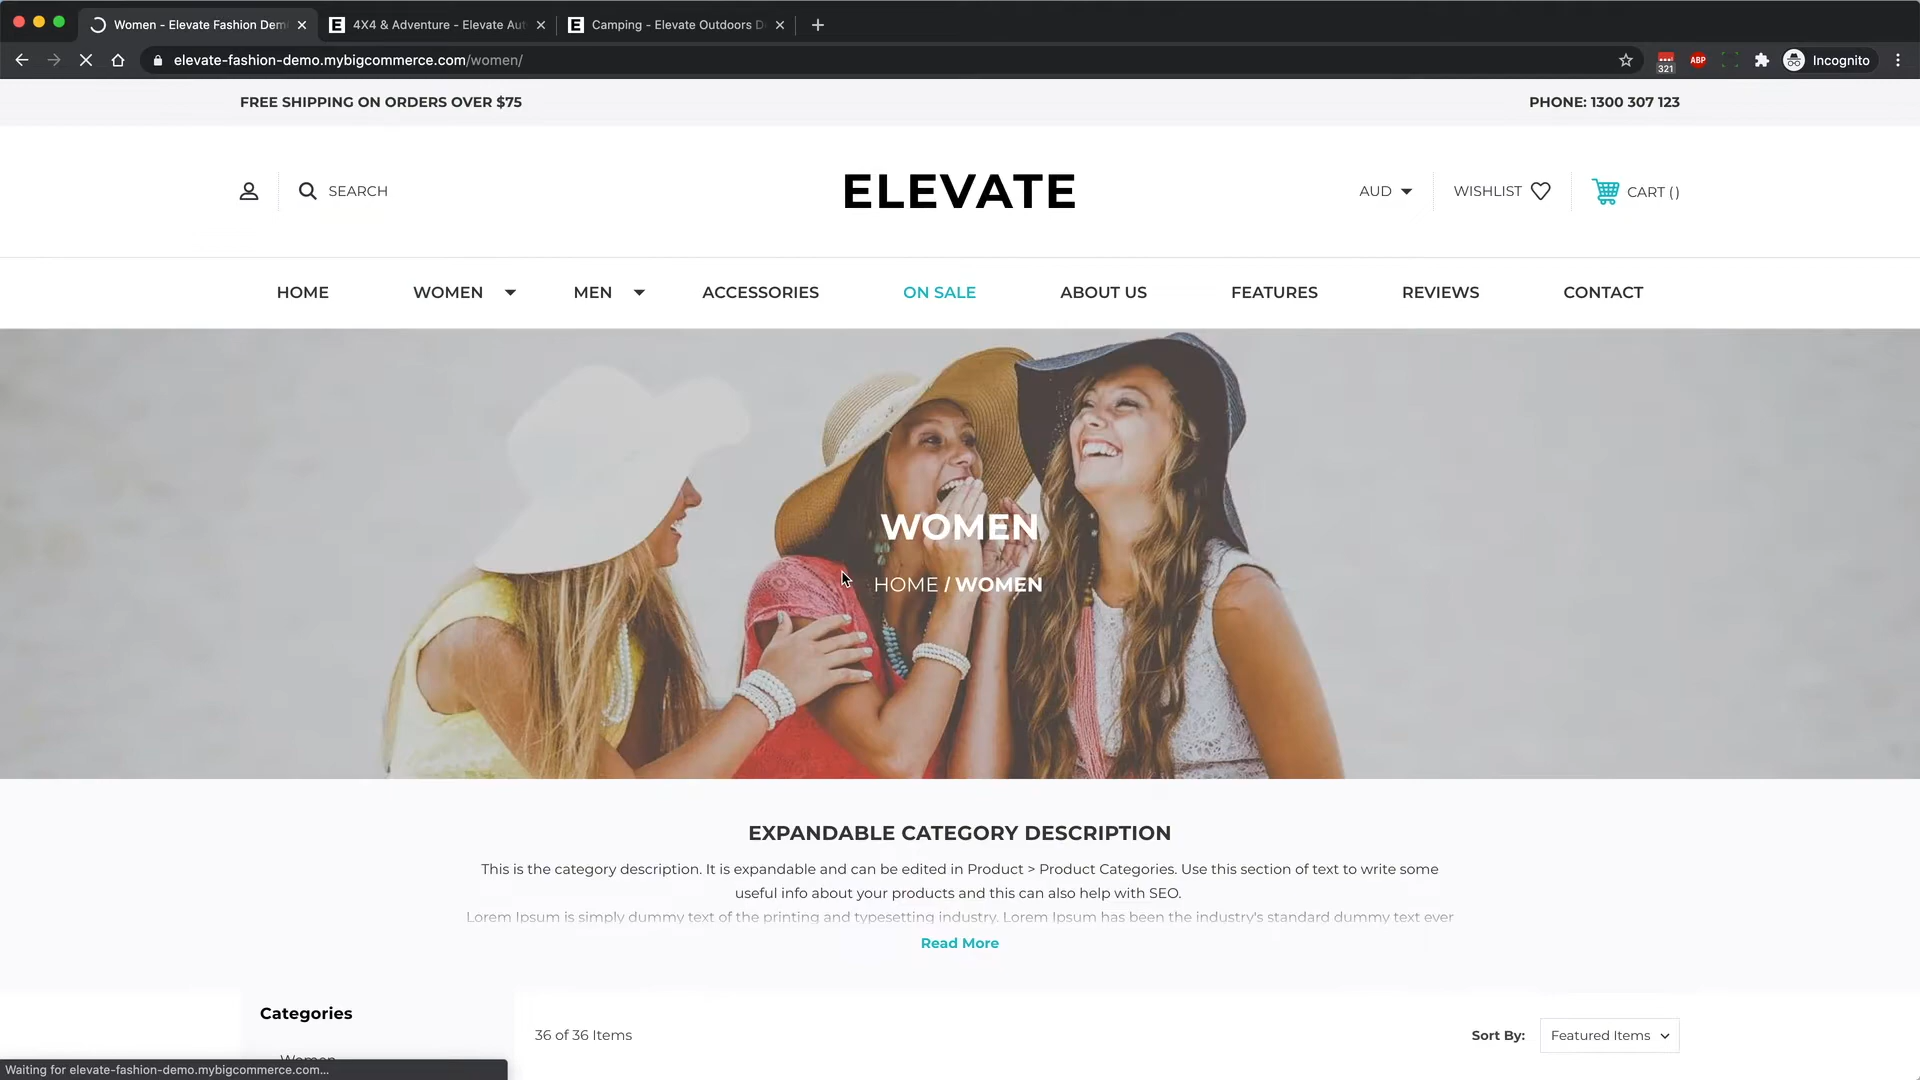 Women - Elevate Fashion Dem
4X4 & Adventure - Elevate Aut
Camping - Elevate Outdoors D
elevate-fashion-demo.mybigcommerce.com/women/
321
ABP
Incognito
FREE SHIPPING ON ORDERS OVER $75
PHONE: 1300 307 123
SEARCH
ELEVATE
AUD
WISHLIST
CART ()
HOME
WOMEN
MEN
ACCESSORIES
ON SALE
ABOUT US
FEATURES
REVIEWS
CONTACT
WOMEN
HOME / WOMEN
EXPANDABLE CATEGORY DESCRIPTION
This is the category description. It is expandable and can be edited in Product > Product Categories. Use this section of text to write some
useful info about your products and this can also help with SEO.
Lorem Ipsum is simply dummy text of the printing and typesetting industry. Lorem Ipsum has been the industry's standard dummy text ever
Read More
Categories
36 of 36 Items
Sort By:
Featured Items
Women
Waiting for elevate-fashion-demo.mybigcommerce.com...